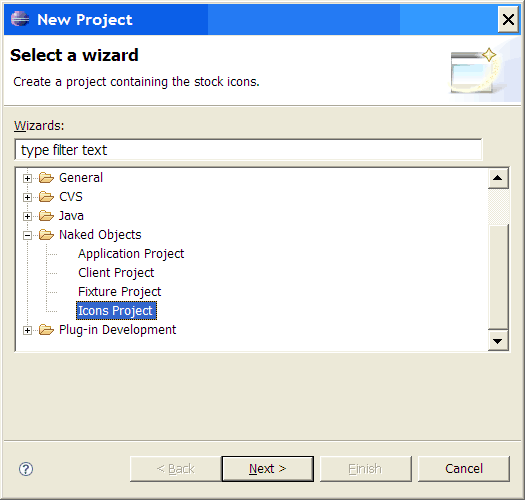 New Project
Select a wizard
Create a project containing the stock icons.
Wizards:
type filter text
General
CVS
Java
Naked Objects
Application Project
Client Project
Fixture Project
Icons Project
Plug-in Development
? < Back Next > Finish Cancel